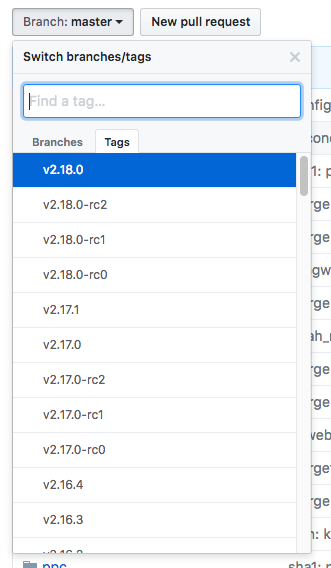 Branch: master New pull request
Switch branches/tags
Find a tag...
Branches Tags
v2.18.0
v2.18.0-rc2
v2.18.0-rc1
v2.18.0-rc0
v2.17.1
v2.17.0
v2.17.0-rc2
v2.17.0-rc1
v2.17.0-rc0
v2.16.4
v2.16.3
ppc